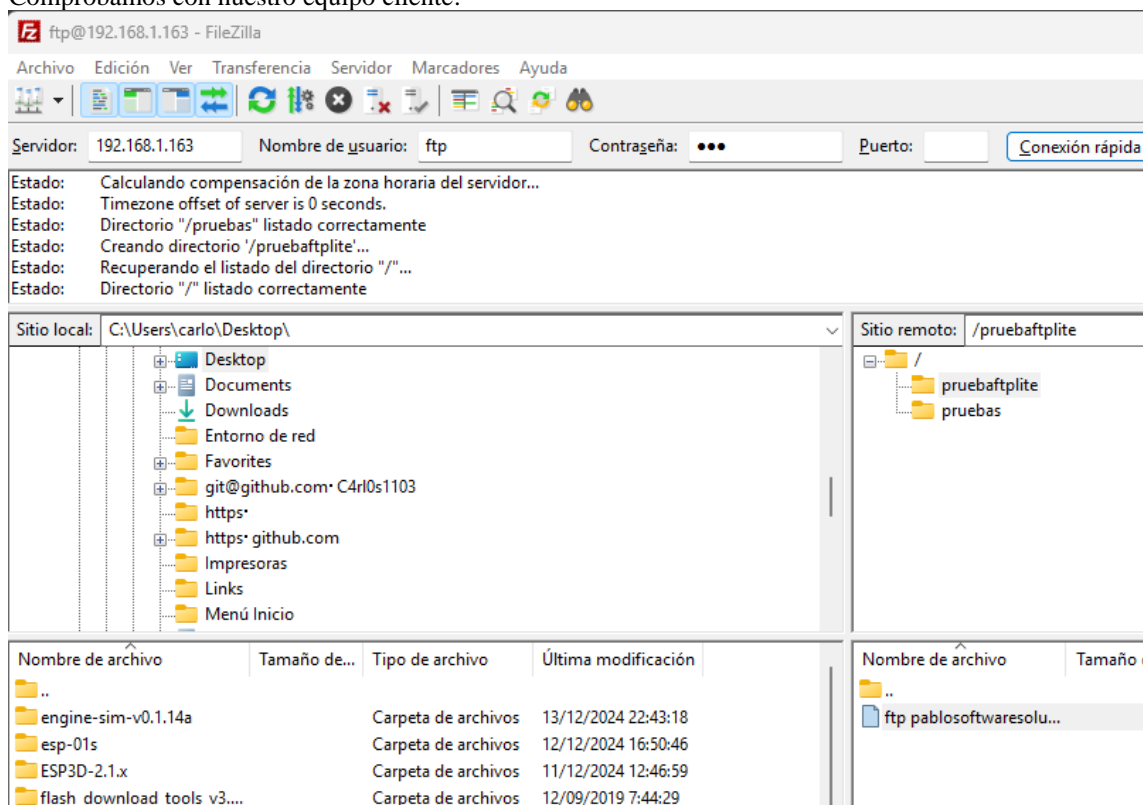 Comprobamos con nuestro equipo cliente:
ftp@192.168.1.163 - FileZilla
Archivo Edición Ver Transferencia Servidor Marcadores Ayuda
Servidor: 192.168.1.163 Nombre de usuario: ftp Contraseña: ●●● Puerto: Conexión rápida
Estado: Calculando compensación de la zona horaria del servidor...
Estado: Timezone offset of server is 0 seconds.
Estado: Directorio "/pruebas" listado correctamente
Estado: Creando directorio '/pruebaftplite'...
Estado: Recuperando el listado del directorio "/"...
Estado: Directorio "/" listado correctamente
Sitio local: C:\Users\carlo\Desktop\
Desktop
Documents
Downloads
Entorno de red
Favorites
git@github.com· C4rl0s1103
https·
https· github.com
Impresoras
Links
Menú Inicio
Sitio remoto: /pruebaftplite
/
pruebaftplite
pruebas
Nombre de archivo Tamaño de... Tipo de archivo Última modificación
..
engine-sim-v0.1.14a Carpeta de archivos 13/12/2024 22:43:18
esp-01s Carpeta de archivos 12/12/2024 16:50:46
ESP3D-2.1.x Carpeta de archivos 11/12/2024 12:46:59
flash_download_tools_v3.... Carpeta de archivos 12/09/2019 7:44:29
Nombre de archivo Tamaño
..
ftp pablosoftwaresolu...